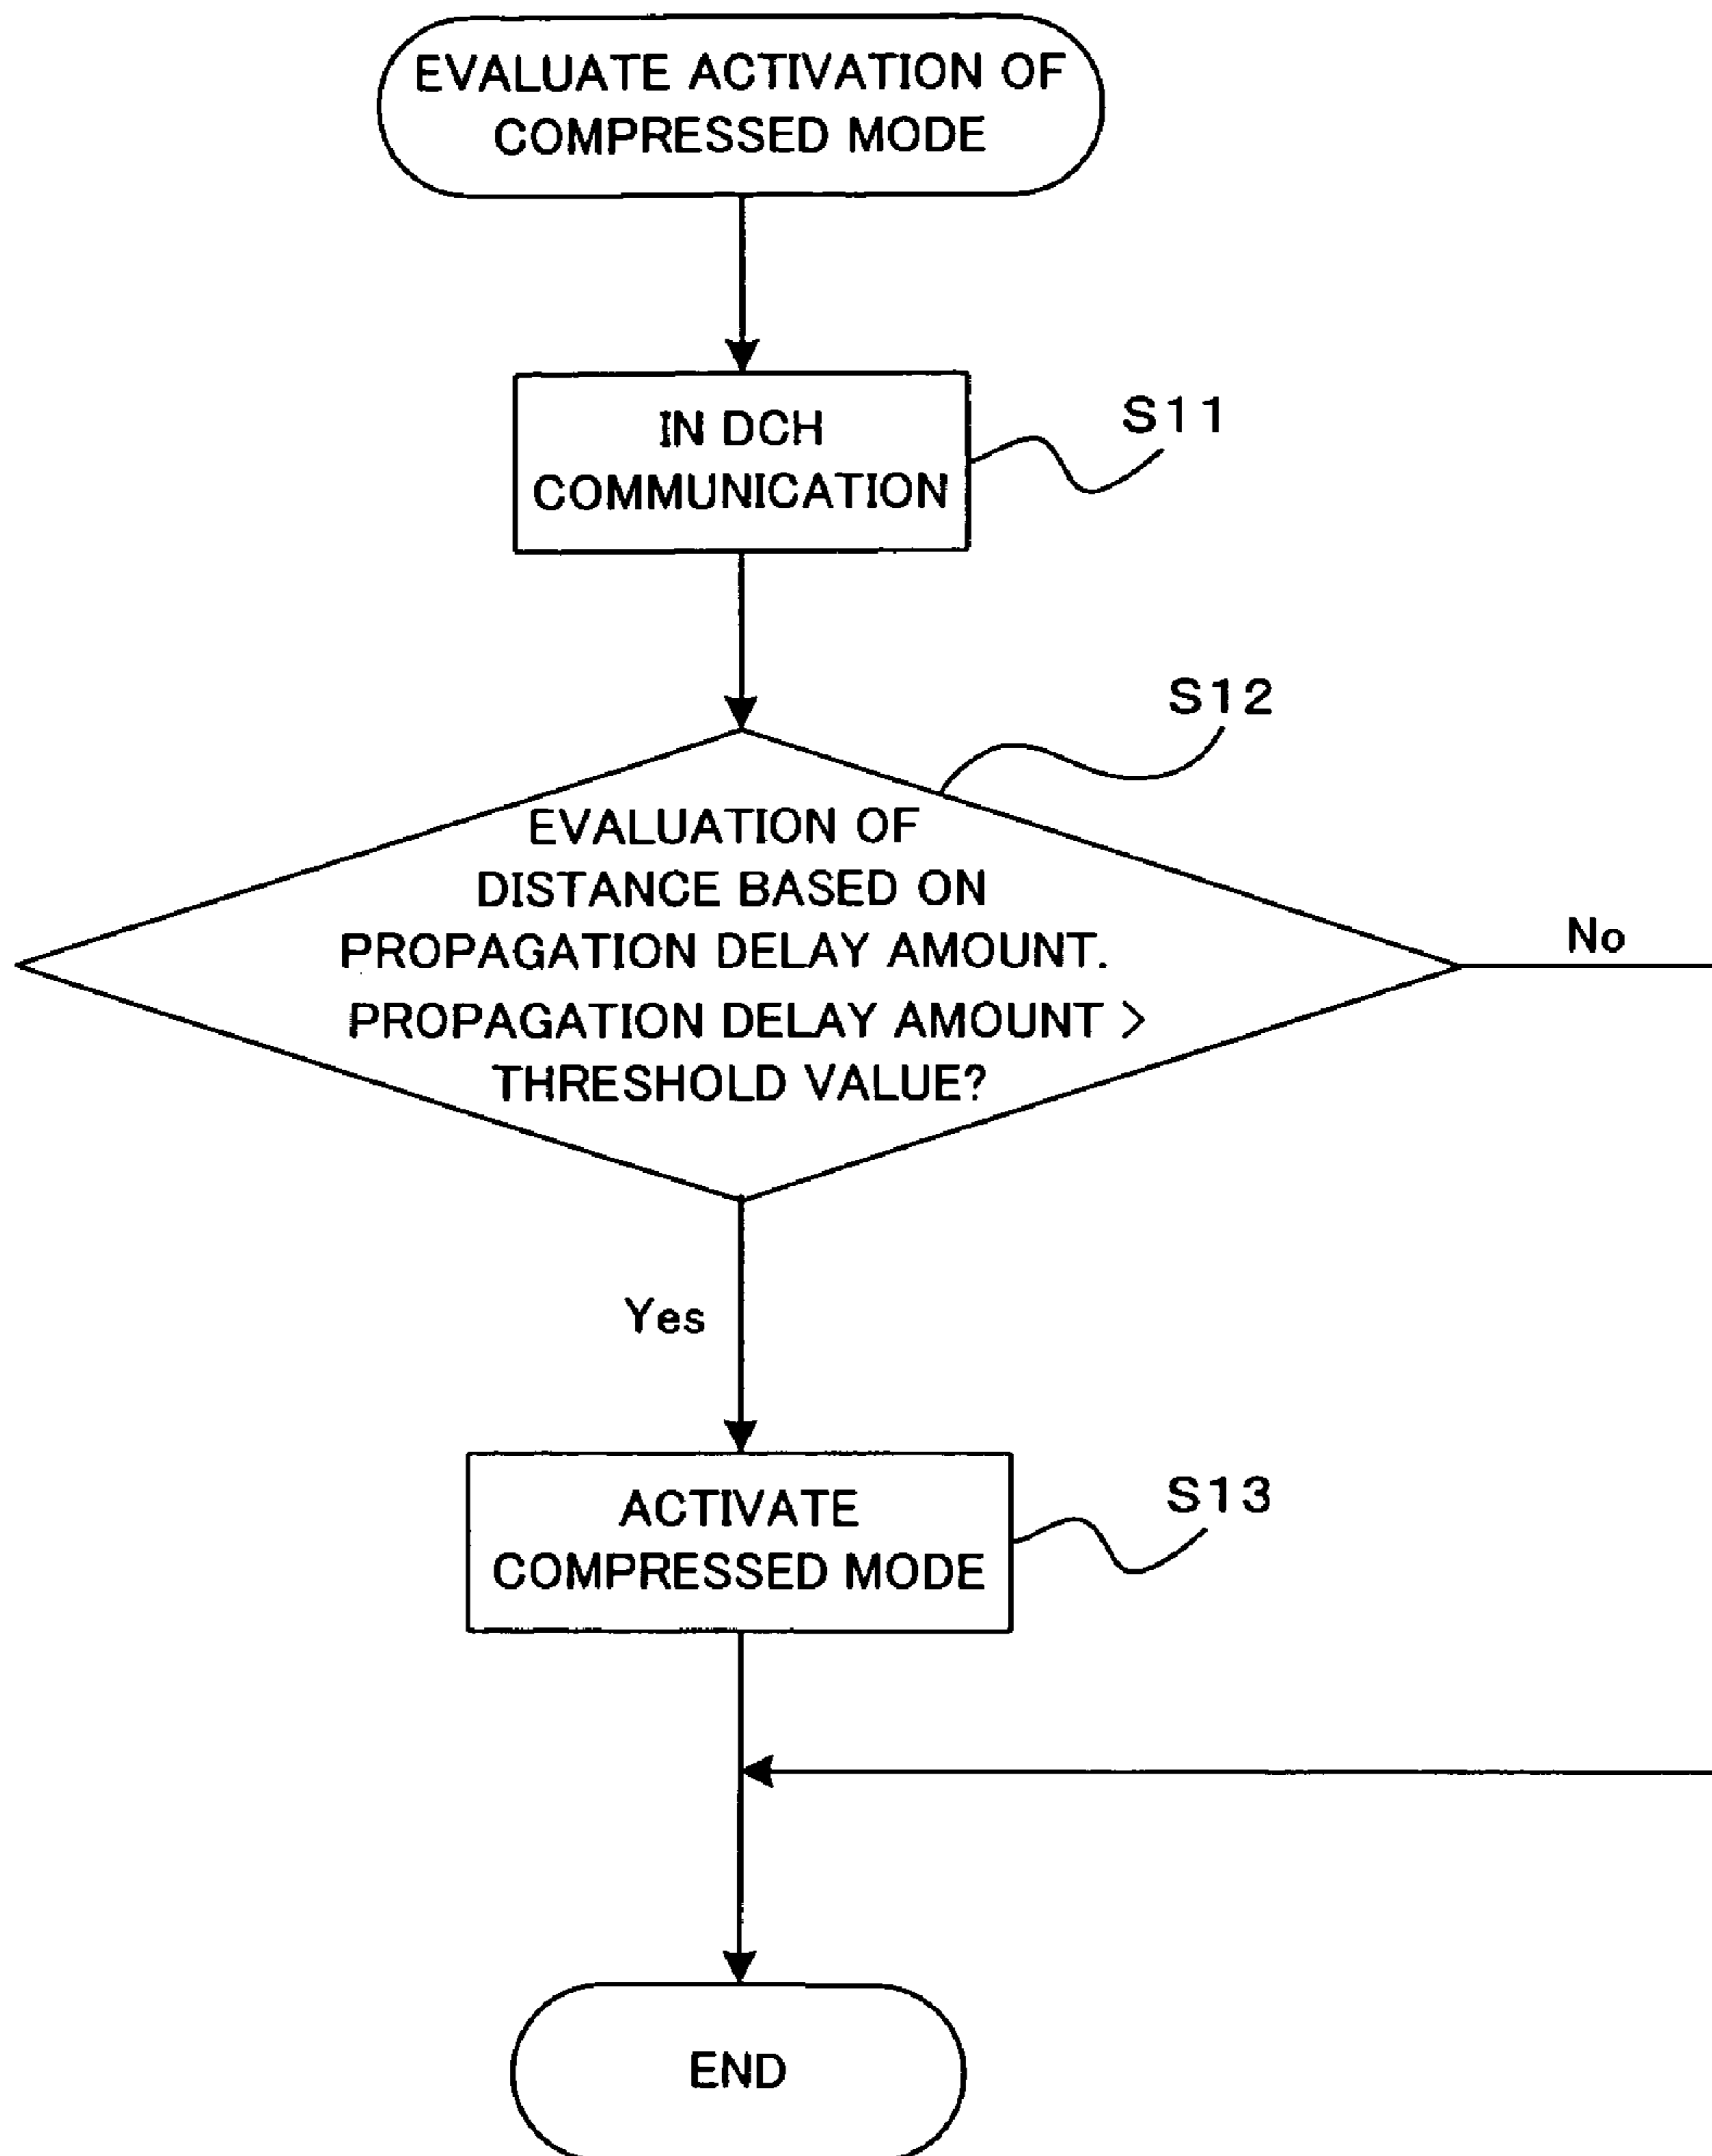 EVALUATE ACTIVATION OF
COMPRESSED MODE
IN DCH
COMMUNICATION
S11
S12
EVALUATION OF
DISTANCE BASED ON
PROPAGATION DELAY AMOUNT.
PROPAGATION DELAY AMOUNT >
THRESHOLD VALUE?
No
Yes
ACTIVATE
COMPRESSED MODE
S13
END